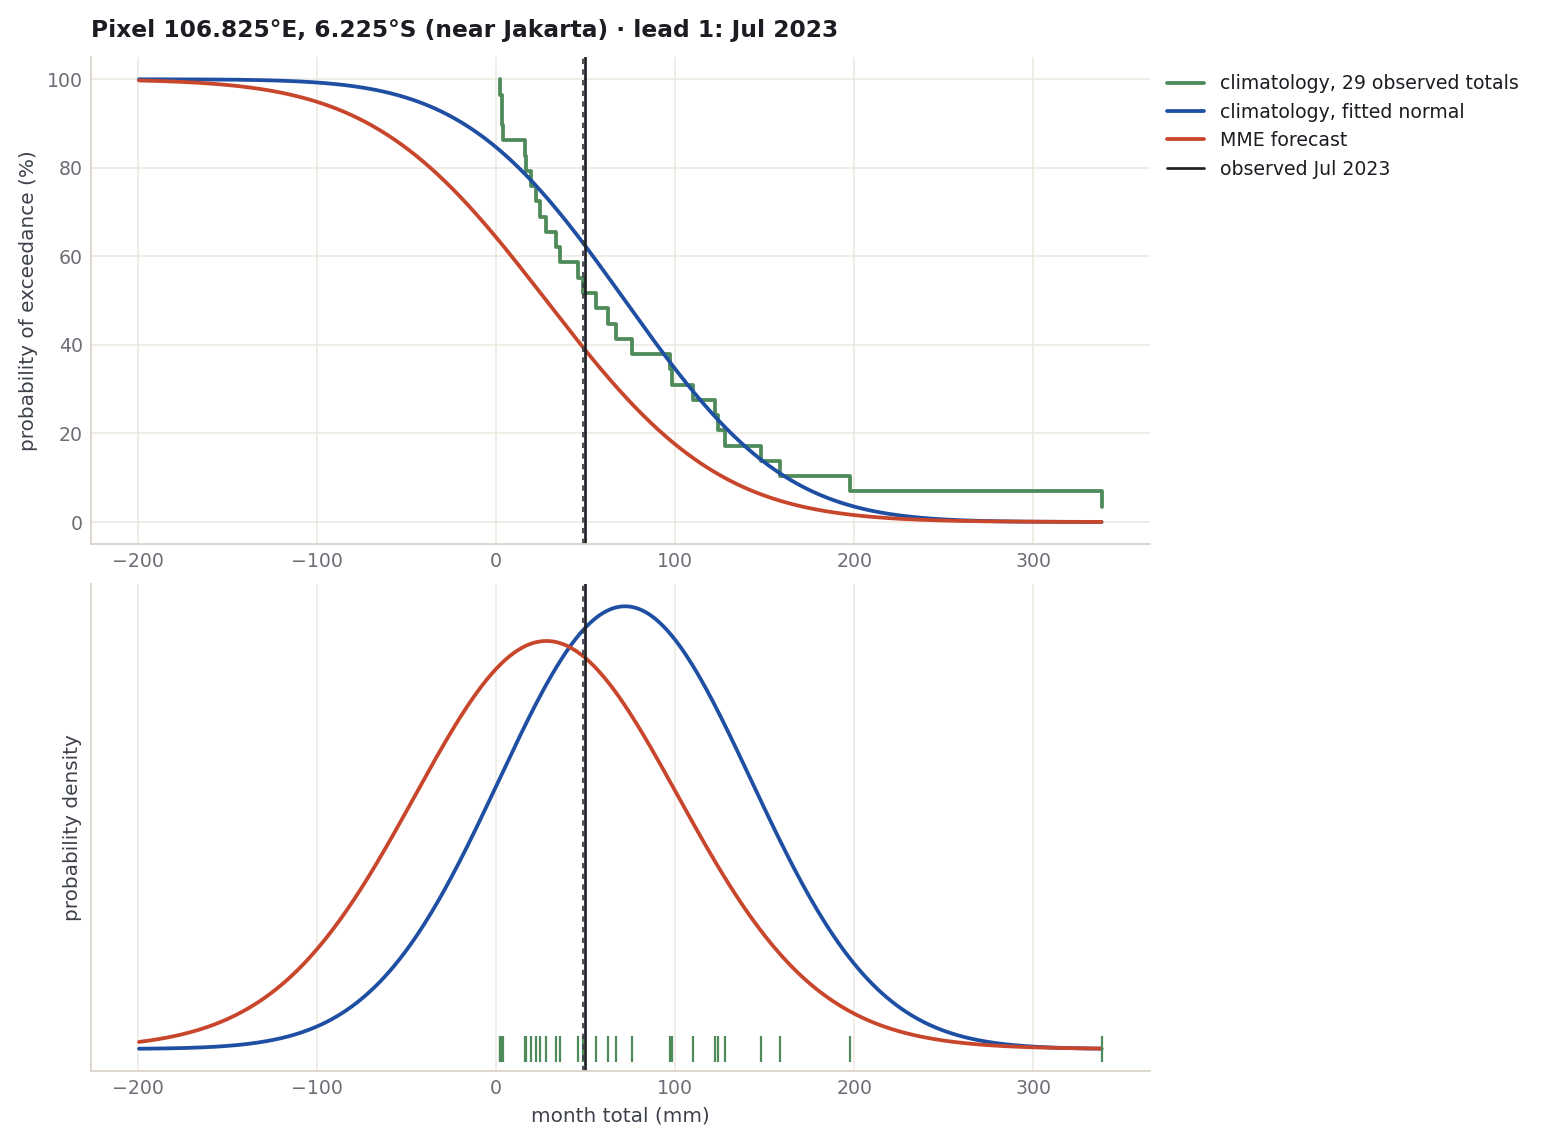 Pixel 106.825°E, 6.225°S (near Jakarta) · lead 1: Jul 2023
climatology, 29 observed totals
climatology, fitted normal
MME forecast
observed Jul 2023
probability of exceedance (%)
100
80
60
40
20
0
−200
−100
0
100
200
300
probability density
−200
−100
0
100
200
300
month total (mm)